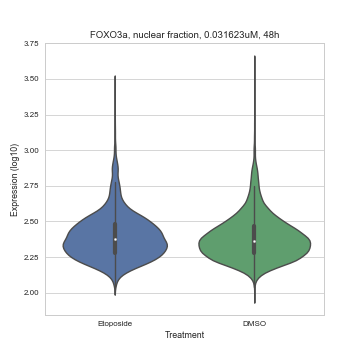 FOXO3a, nuclear fraction, 0.031623uM, 48h
3.75
3.50
3.25
3.00
2.75
2.50
2.25
2.00
Expression (log10)
Etoposide
DMSO
Treatment